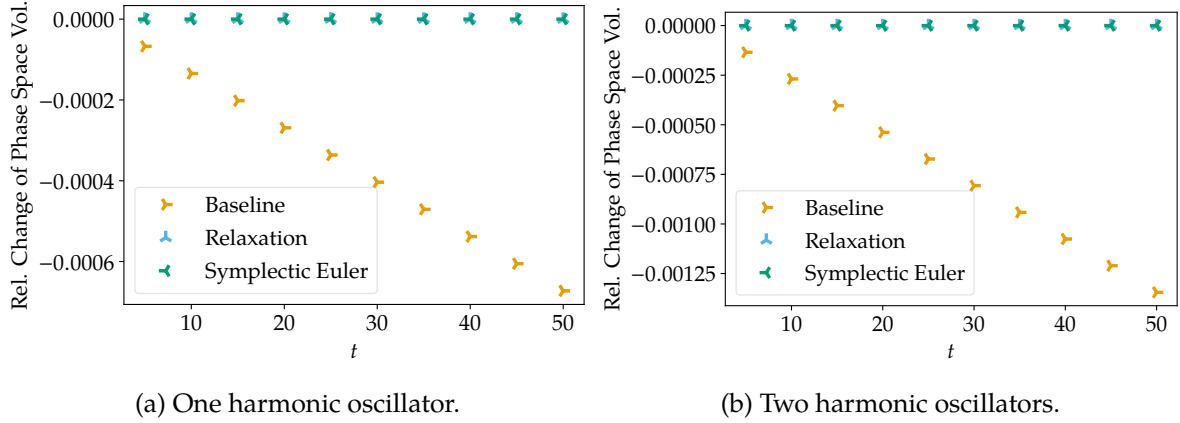 Rel. Change of Phase Space Vol.
0.0000
−0.0002
−0.0004
−0.0006
Baseline
Relaxation
Symplectic Euler
10 20 30 40 50
t
(a) One harmonic oscillator.
Rel. Change of Phase Space Vol.
0.00000
−0.00025
−0.00050
−0.00075
−0.00100
−0.00125
Baseline
Relaxation
Symplectic Euler
10 20 30 40 50
t
(b) Two harmonic oscillators.